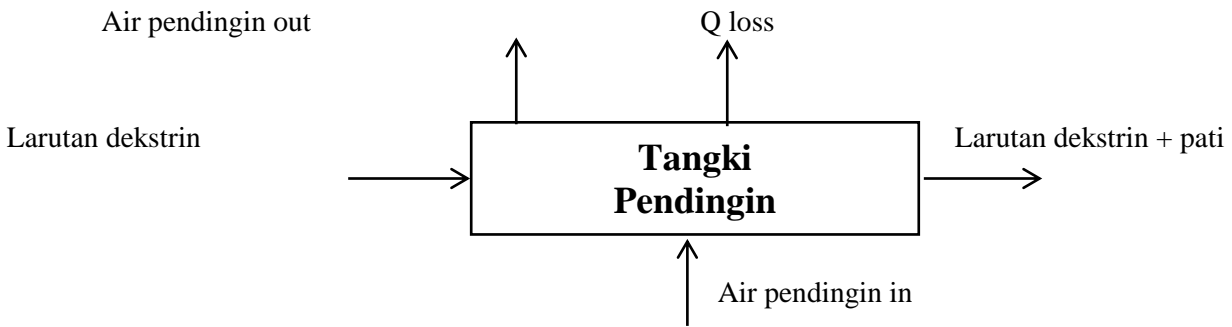 Air pendingin out
Q loss
Larutan dekstrin
Tangki
Pendingin
Larutan dekstrin + pati
Air pendingin in